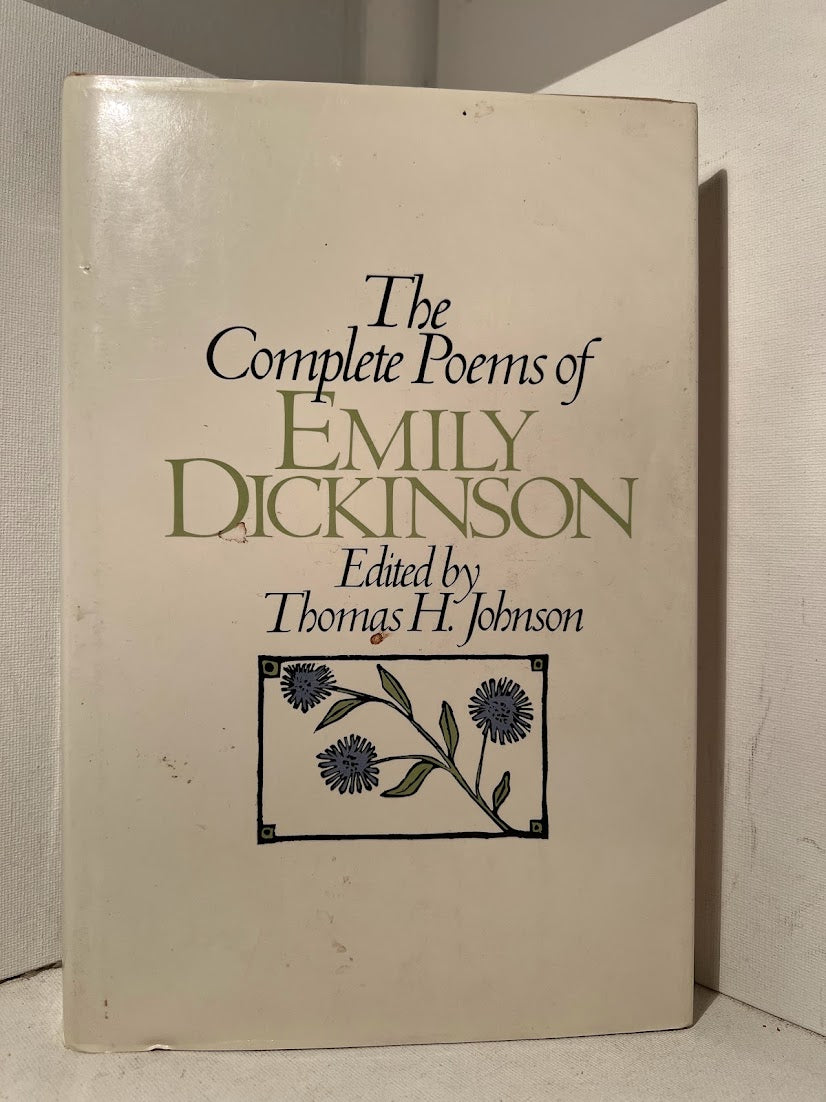 The
Complete Poems of
EMILY
DICKINSON
Edited by
Thomas H. Johnson